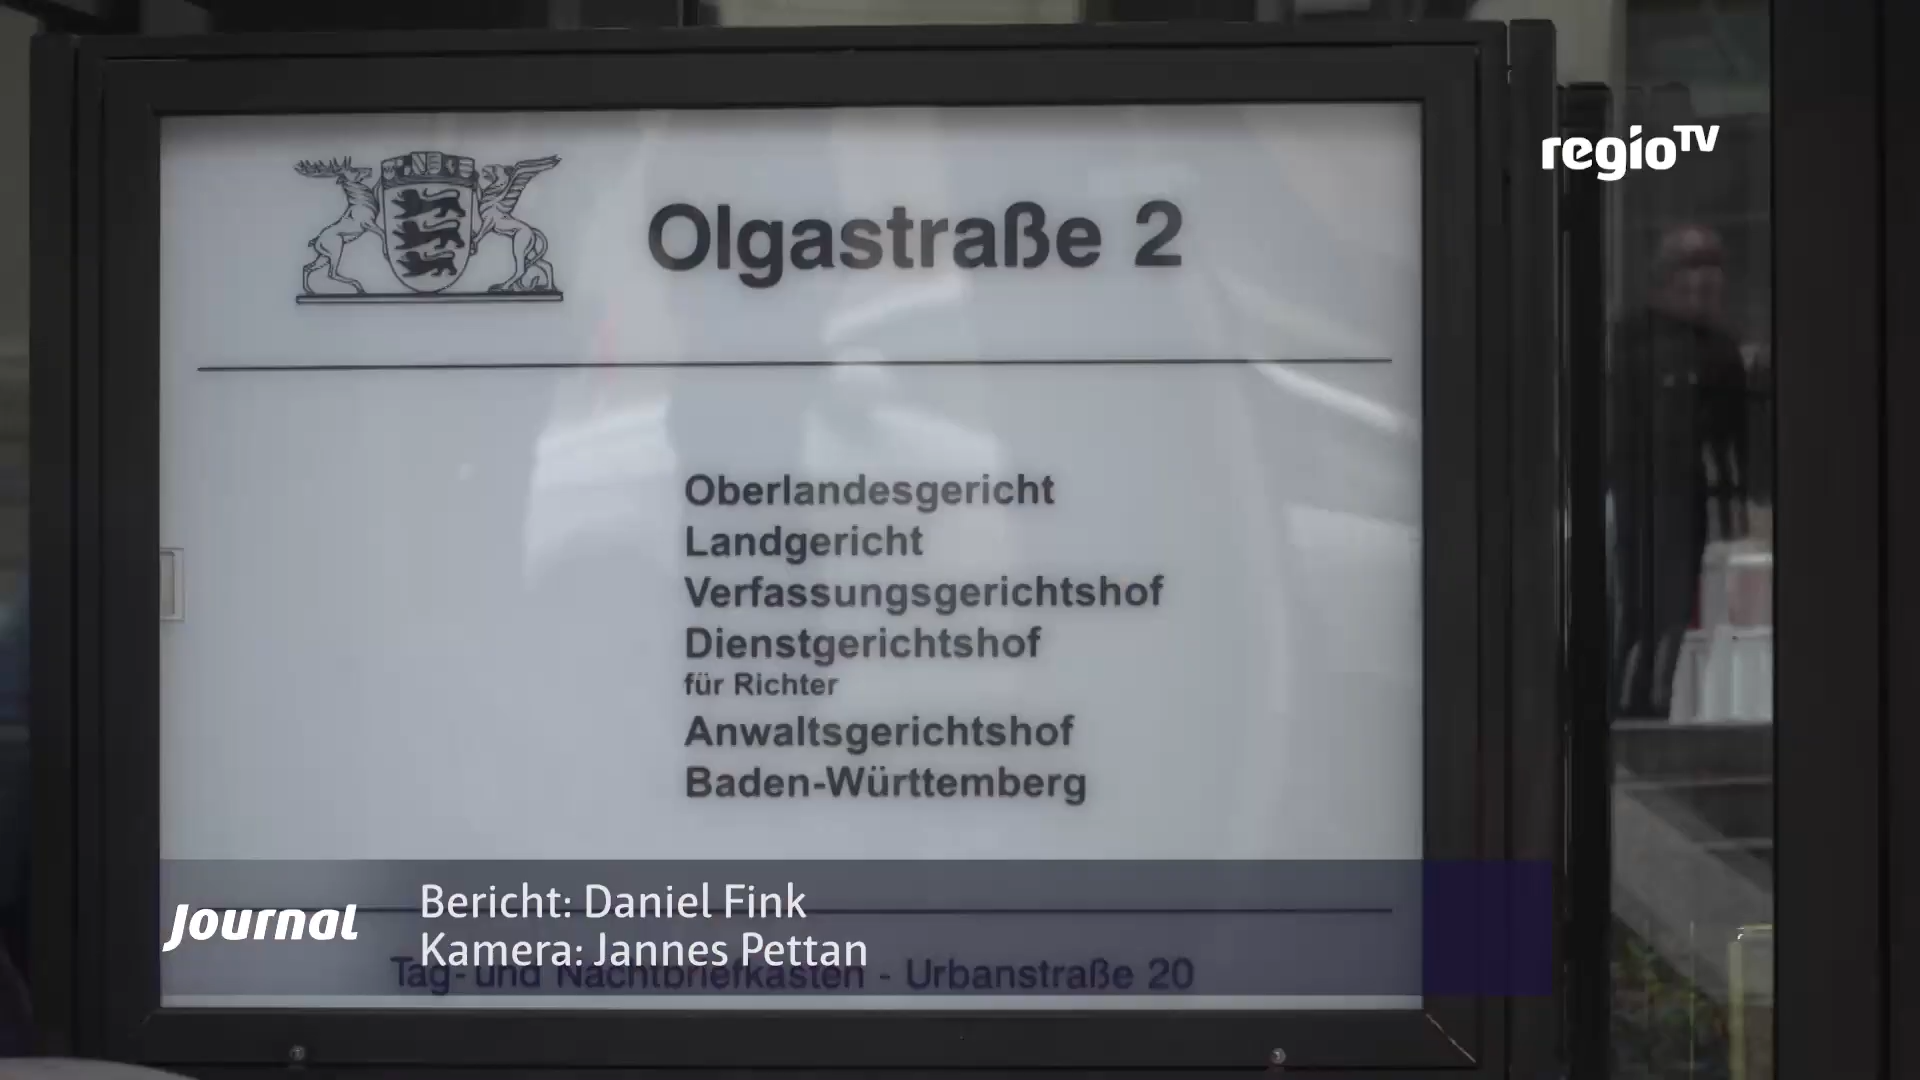 regioTV
Olgastraße 2
Oberlandesgericht
Landgericht
Verfassungsgerichtshof
Dienstgerichtshof
für Richter
Anwaltsgerichtshof
Baden-Württemberg
Journal
Bericht: Daniel Fink
Kamera: Jannes Pettan
Tag- und Nachtbriefkasten - Urbanstraße 20